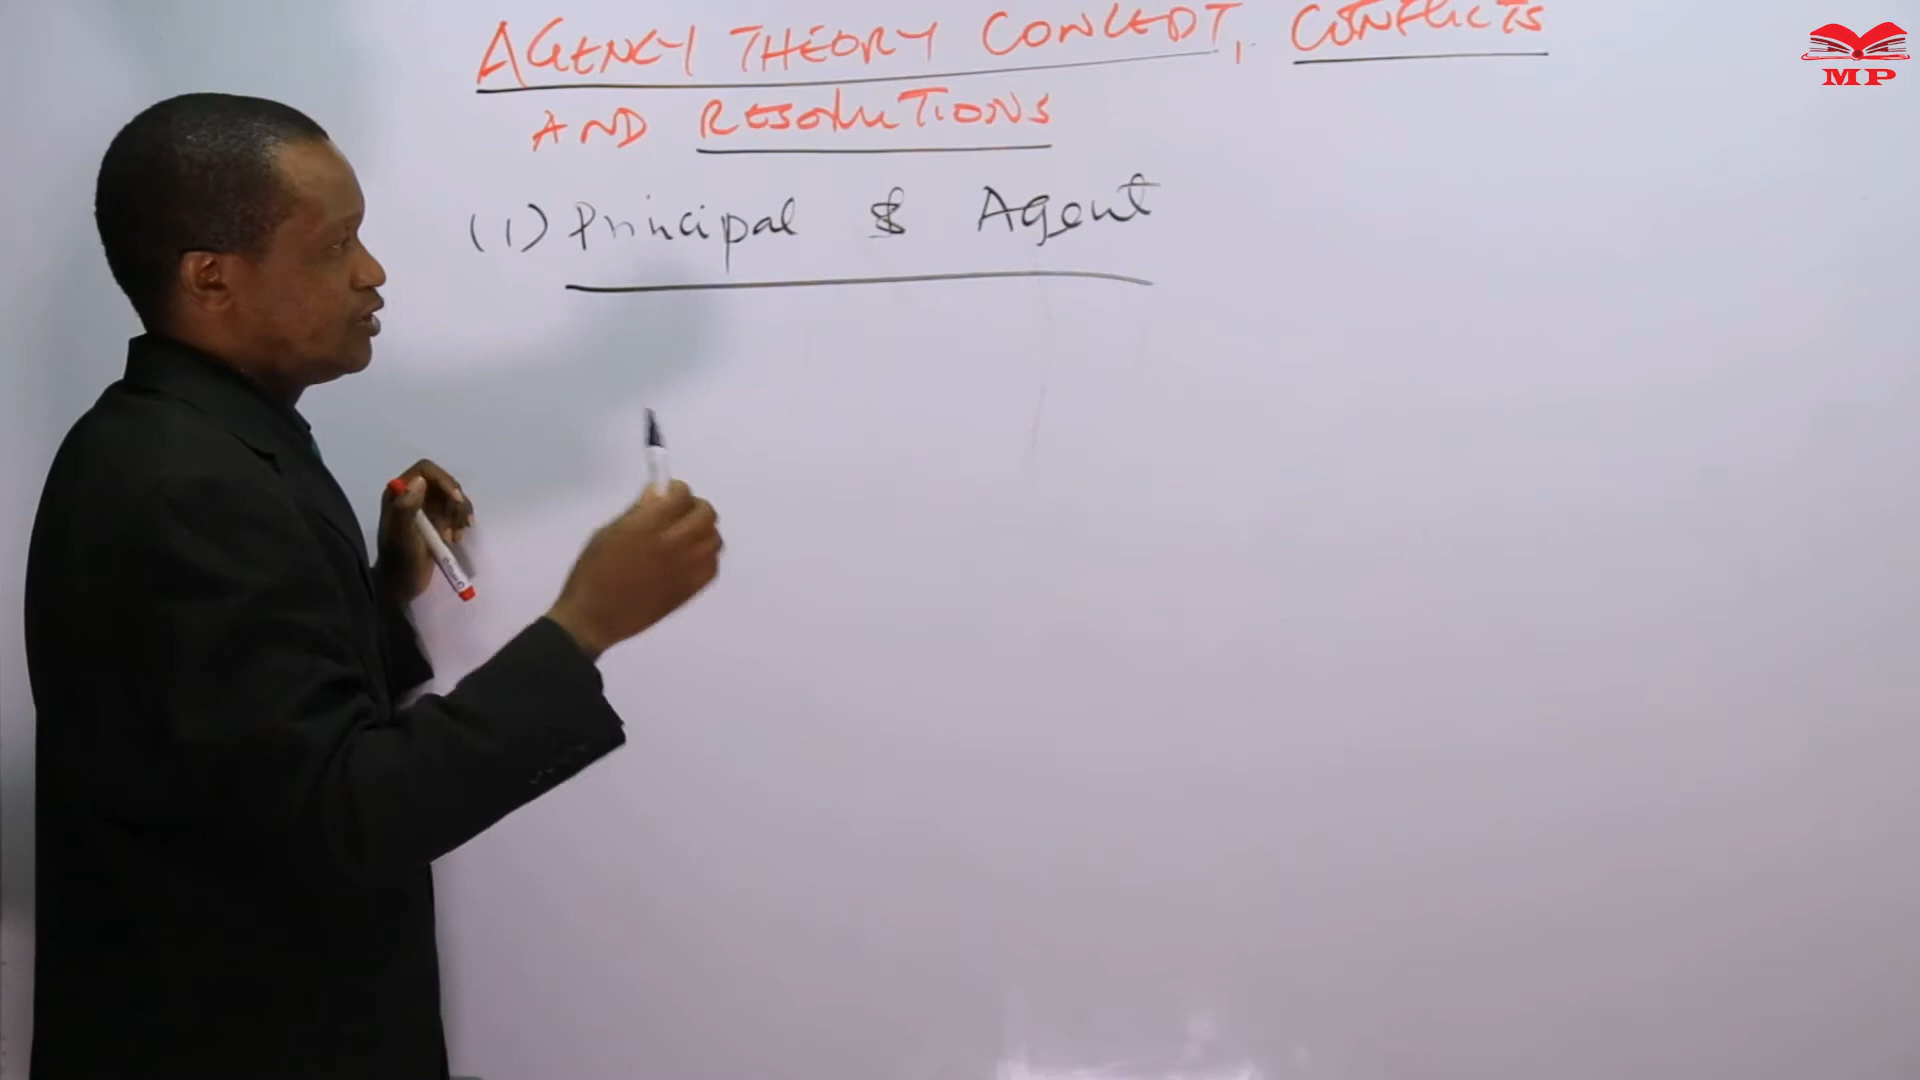 AGENCY THEORY CONCEPT, CONFLICTS
AND RESOLUTIONS
(1) Principal & Agent
MP